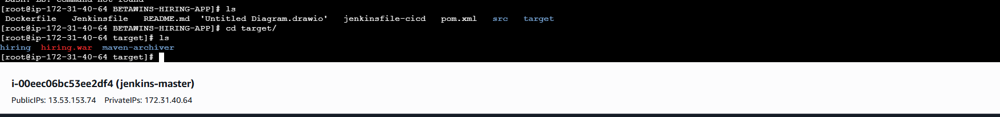 [root@ip-172-31-40-64 BETAWINS-HIRING-APP]# ls
Dockerfile   Jenkinsfile   README.md  'Untitled Diagram.drawio'   jenkinsfile-cicd   pom.xml   src   target
[root@ip-172-31-40-64 BETAWINS-HIRING-APP]# cd target/
[root@ip-172-31-40-64 target]# ls
hiring  hiring.war  maven-archiver
[root@ip-172-31-40-64 target]#
i-00eec06bc53ee2df4 (jenkins-master)
PublicIPs: 13.53.153.74    PrivateIPs: 172.31.40.64